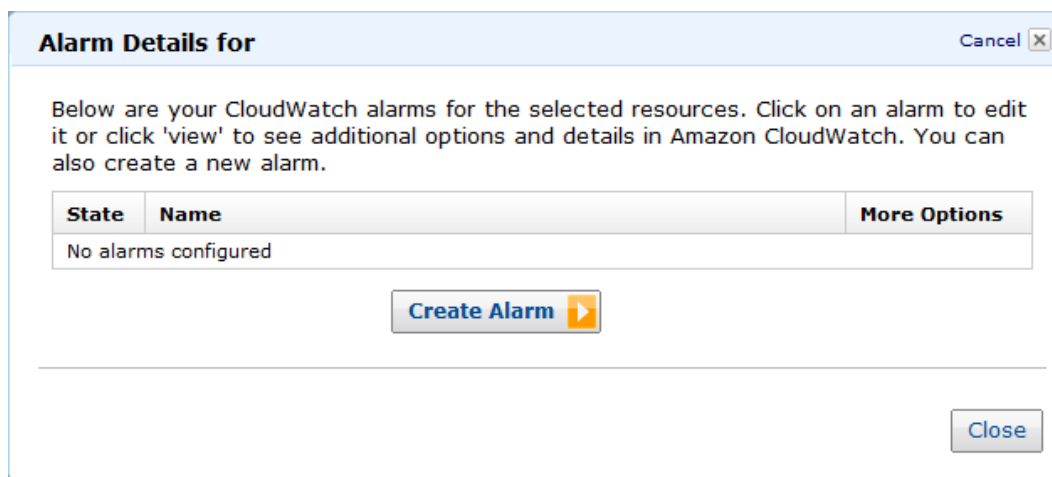 Alarm Details for
Cancel
Below are your CloudWatch alarms for the selected resources. Click on an alarm to edit
it or click 'view' to see additional options and details in Amazon CloudWatch. You can
also create a new alarm.
State Name More Options
No alarms configured
Create Alarm
Close